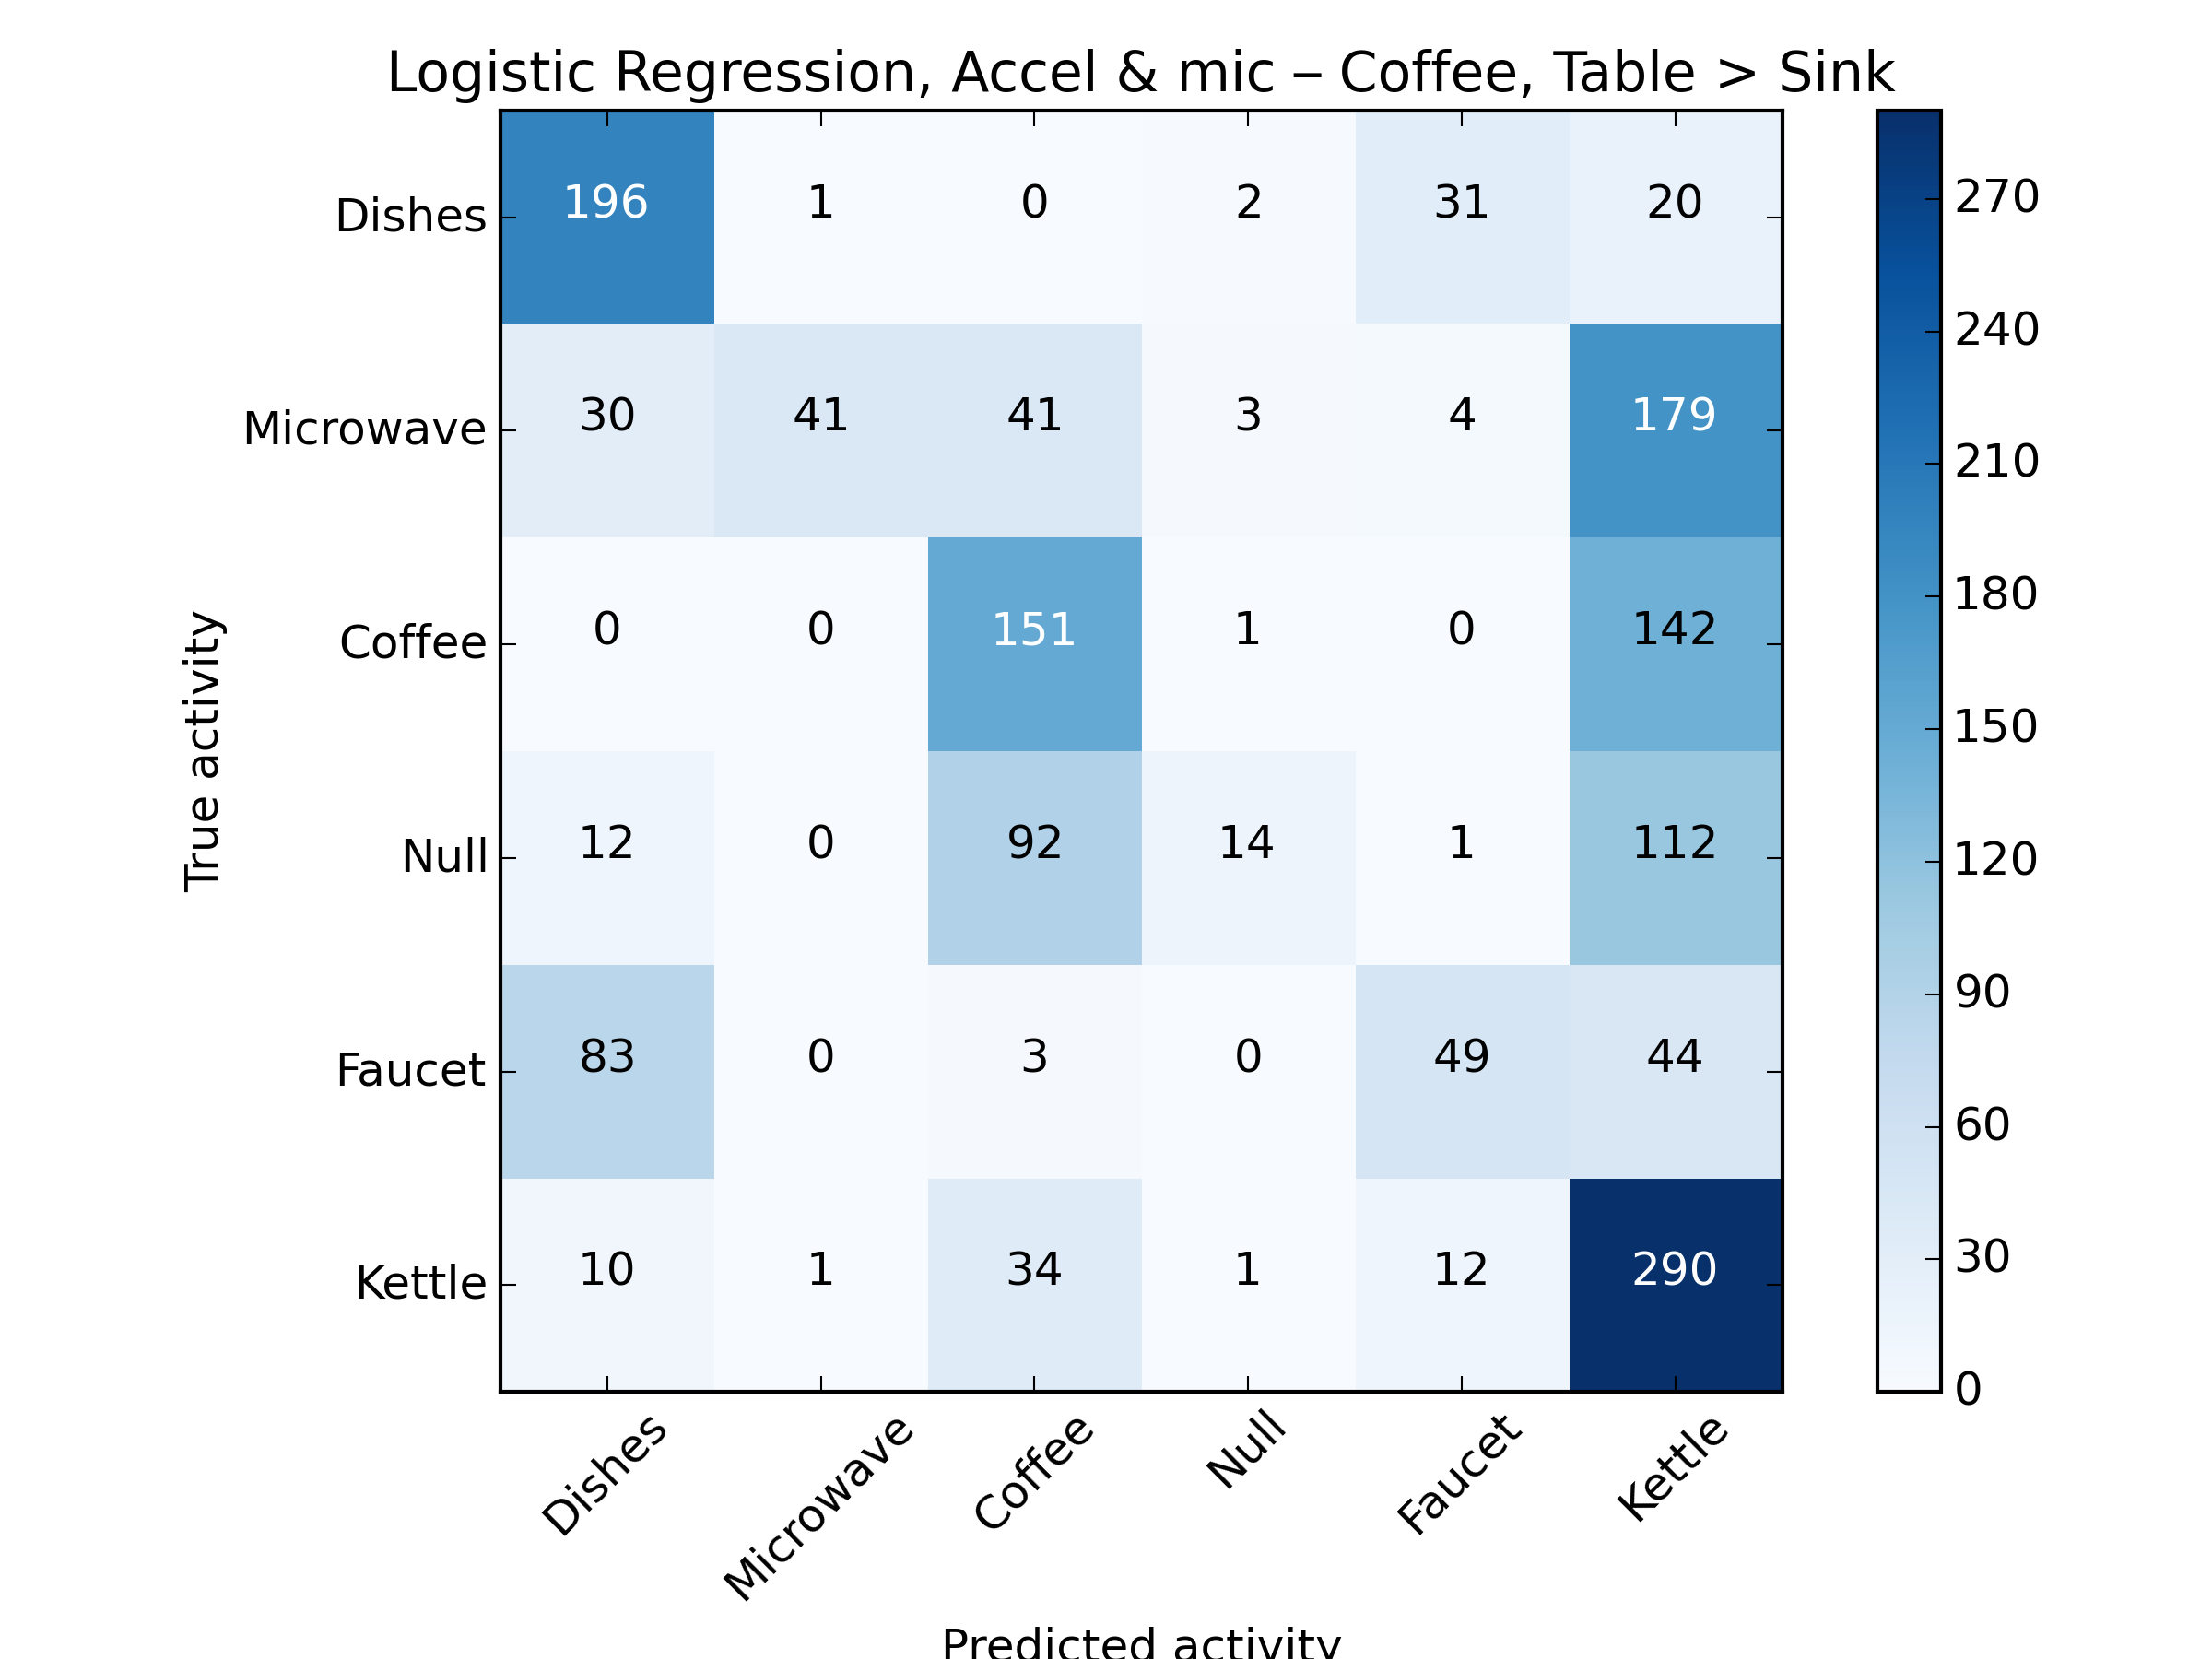 Logistic Regression, Accel & mic – Coffee, Table > Sink
Dishes 196 1 0 2 31 20
Microwave 30 41 41 3 4 179
Coffee 0 0 151 1 0 142
Null 12 0 92 14 1 112
Faucet 83 0 3 0 49 44
Kettle 10 1 34 1 12 290
True activity
Dishes Microwave Coffee Null Faucet Kettle
Predicted activity
270
240
210
180
150
120
90
60
30
0